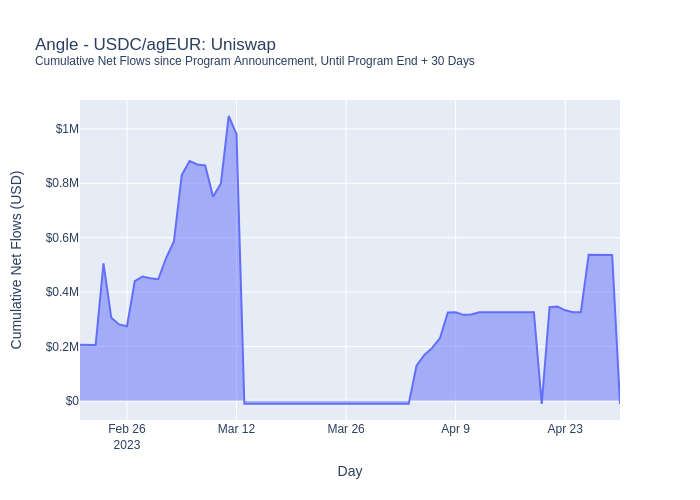 Angle - USDC/agEUR: Uniswap
Cumulative Net Flows since Program Announcement, Until Program End + 30 Days
Cumulative Net Flows (USD)
$1M
$0.8M
$0.6M
$0.4M
$0.2M
$0
Feb 26
2023
Mar 12
Mar 26
Apr 9
Apr 23
Day